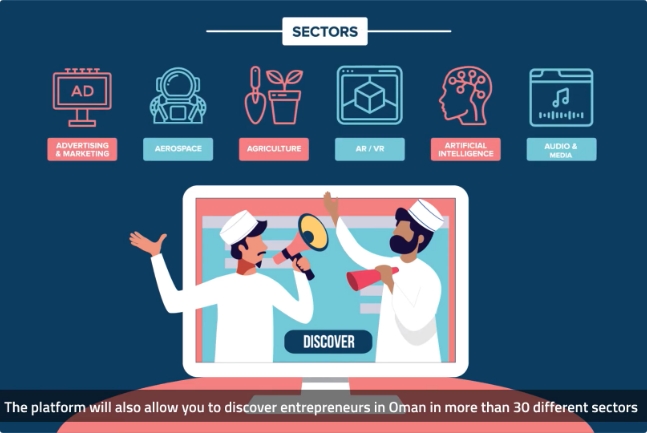 SECTORS
AD
ADVERTISING
& MARKETING
AEROSPACE
AGRICULTURE
AR / VR
ARTIFICIAL
INTELLIGENCE
AUDIO &
MEDIA
DISCOVER
The platform will also allow you to discover entrepreneurs in Oman in more than 30 different sectors